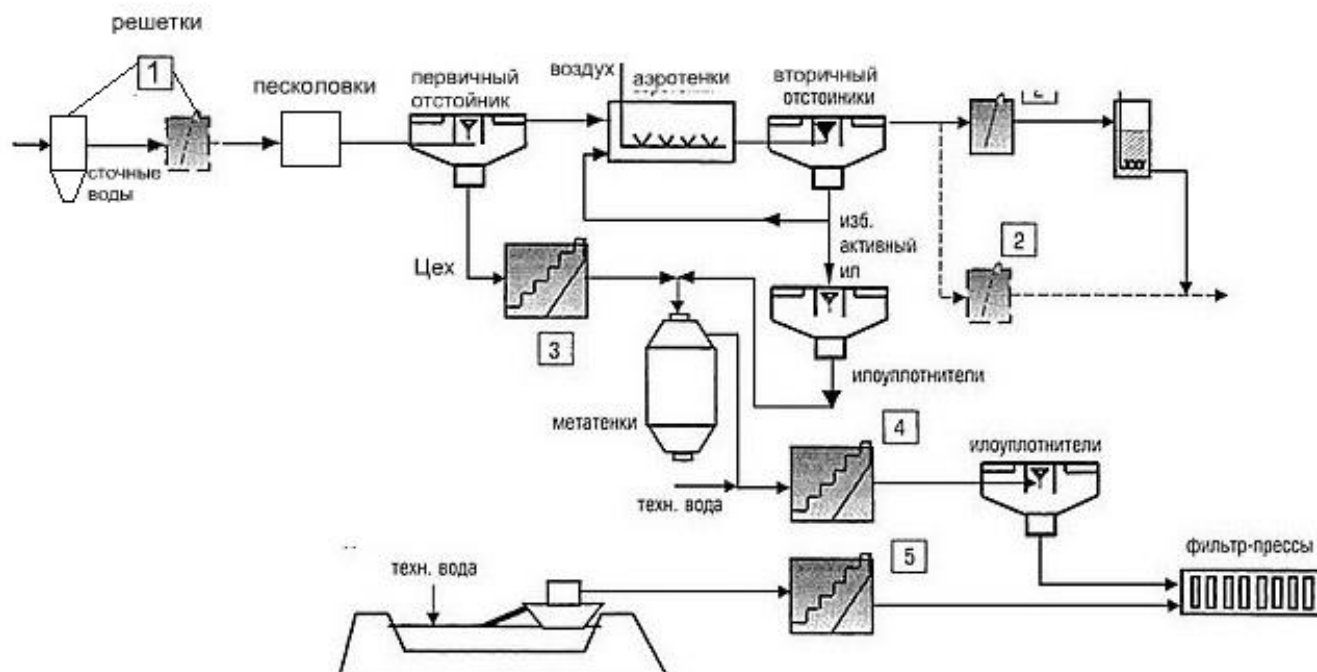 решетки
1
песколовки
первичный
отстойник
воздух
аэротенки
вторичный
отстойники
сточные
воды
изб.
активный
ил
2
Цех
3
илоуплотнители
метатенки
4
илоуплотнители
техн. вода
5
фильтр-прессы
техн. вода